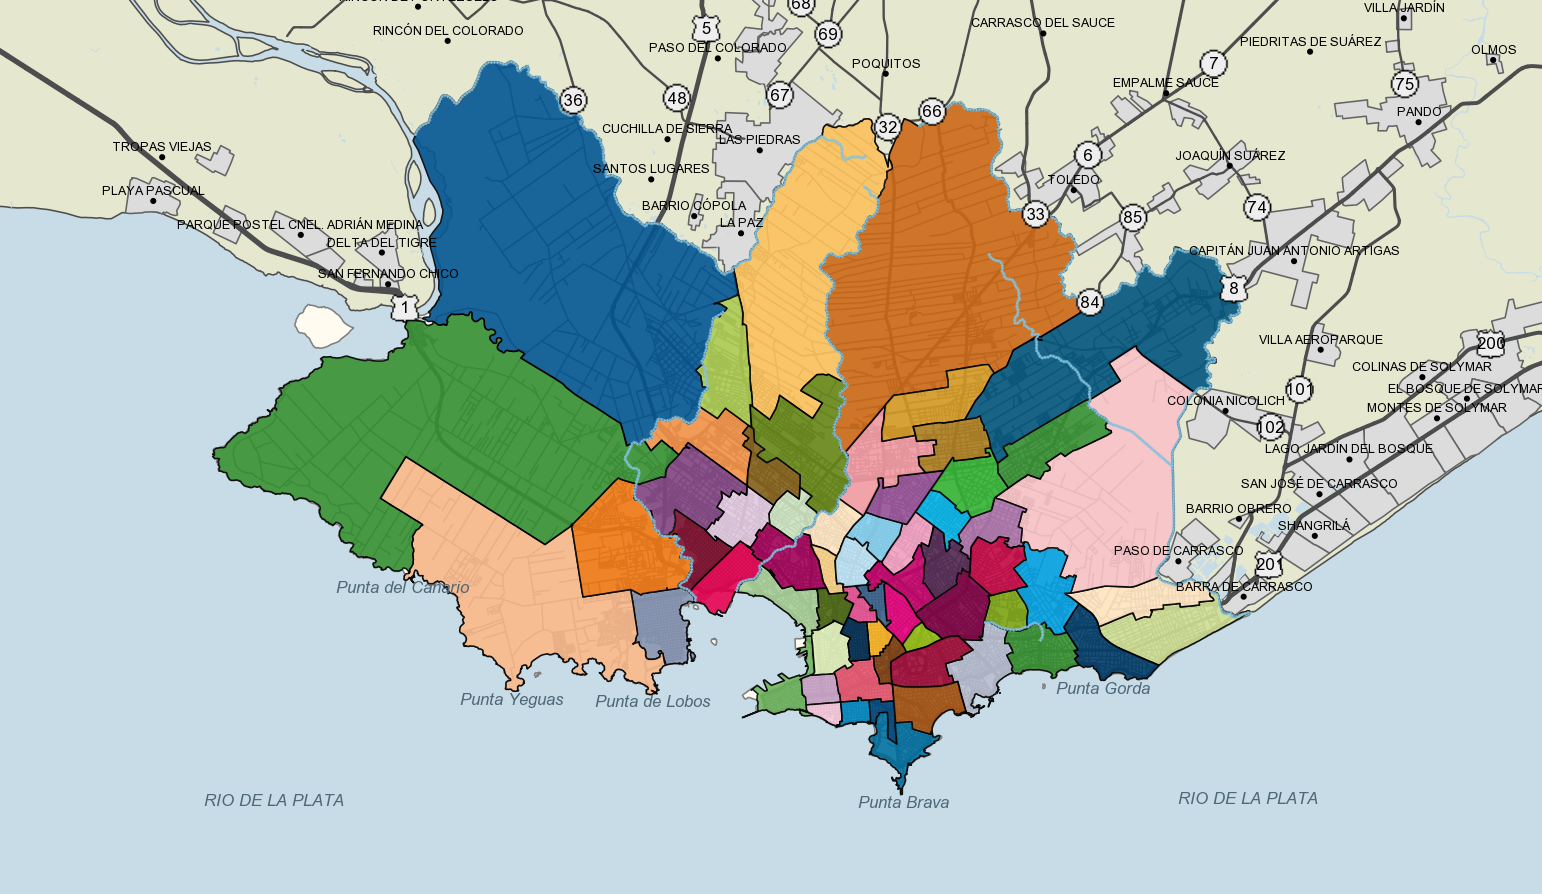 68
VILLA JARDÍN
5
RINCÓN DEL COLORADO
CARRASCO DEL SAUCE
69
PASO DEL COLORADO
PIEDRITAS DE SUÁREZ
OLMOS
POQUITOS
7
EMPALME SAUCE
75
36
48
67
PANDO
66
32
CUCHILLA DE SIERRA
LAS PIEDRAS
TROPAS VIEJAS
6
JOAQUÍN SUÁREZ
SANTOS LUGARES
TOLEDO
PLAYA PASCUAL
BARRIO CÓPOLA
33
85
74
PARQUE POSTEL CNEL. ADRIÁN MEDINA
LA PAZ
DELTA DEL TIGRE
CAPITÁN JUAN ANTONIO ARTIGAS
SAN FERNANDO CHICO
8
1
84
VILLA AEROPARQUE
200
COLINAS DE SOLYMAR
101
EL BOSQUE DE SOLYMAR
COLONIA NICOLICH
MONTES DE SOLYMAR
102
LAGO JARDÍN DEL BOSQUE
SAN JOSÉ DE CARRASCO
BARRIO OBRERO
SHANGRILÁ
PASO DE CARRASCO
201
Punta del Canario
BARRA DE CARRASCO
Punta Yeguas
Punta de Lobos
Punta Gorda
RIO DE LA PLATA
Punta Brava
RIO DE LA PLATA